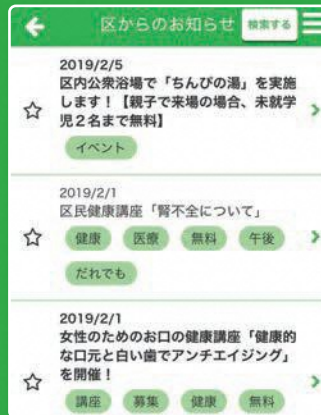 区からのお知らせ 検索する
2019/2/5
区内公衆浴場で「ちんぴの湯」を実施
します！【親子で来場の場合、未就学
児２名まで無料】
イベント
2019/2/1
区民健康講座「腎不全について」
健康 医療 無料 午後
だれでも
2019/2/1
女性のためのお口の健康講座「健康的
な口元と白い歯でアンチエイジング」
を開催！
講座 募集 健康 無料